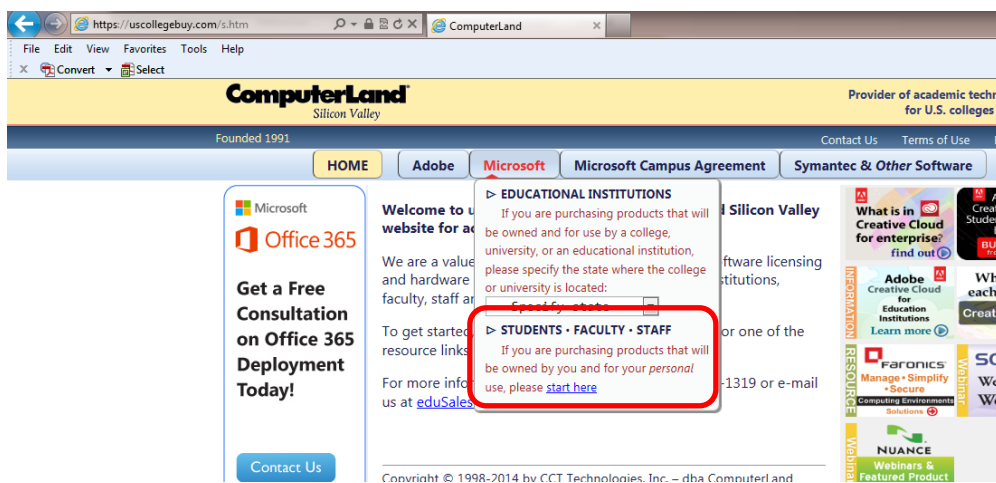 https://uscollegebuy.com/s.htm
ComputerLand
File Edit View Favorites Tools Help
Convert Select
ComputerLand
Silicon Valley
Provider of academic
for U.S. colleges
Founded 1991
Contact Us Terms of Use
HOME Adobe Microsoft Microsoft Campus Agreement Symantec & Other Software
Microsoft
Office 365
Get a Free
Consultation
on Office 365
Deployment
Today!
Contact Us
Welcome to Silicon Valley
website for
We are a value ftware licensing
and hardware stitutions,
faculty, staff
To get started or one of the
resource links
For more info -1319 or e-mail
us at eduSales
Copyright © 1998-2014 by CCT Technologies, Inc. – dba ComputerLand
▷ EDUCATIONAL INSTITUTIONS
If you are purchasing products that will
be owned and for use by a college,
university, or an educational institution,
please specify the state where the college
or university is located:
Specify state
▷ STUDENTS • FACULTY • STAFF
If you are purchasing products that will
be owned by you and for your personal
use, please start here
What is in
Creative Cloud
for enterprise?
find out
Adobe
Creative Cloud
for
Education
Institutions
Learn more
INFORMATION
RESOURCE
FARONICS
Manage • Simplify
• Secure
Computing Environments
Solutions
Webinar
NUANCE
Webinars &
Featured Product